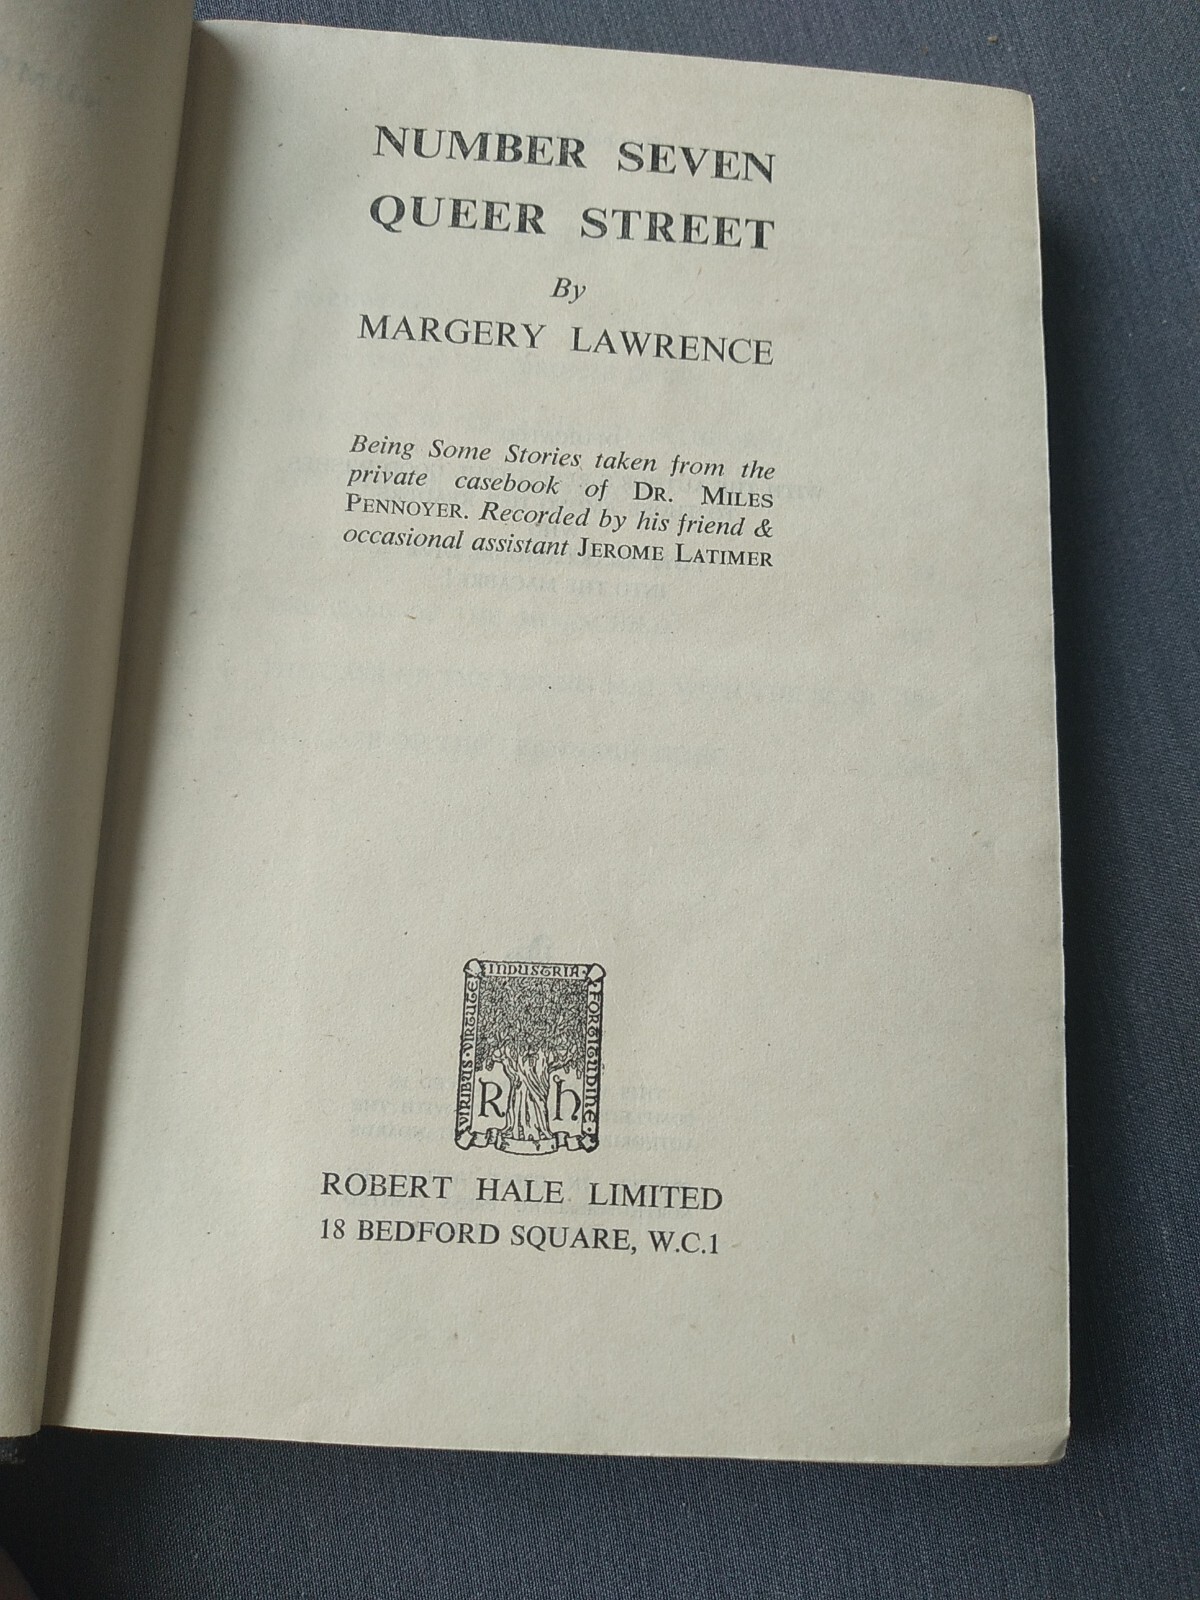 NUMBER SEVEN
QUEER STREET
By
MARGERY LAWRENCE
Being Some Stories taken from the
private casebook of DR. MILES
PENNOYER. Recorded by his friend &
occasional assistant JEROME LATIMER
INDUSTRIA
VIRIBUS · VIRTUTE
FORTITUDINE
R h
ROBERT HALE LIMITED
18 BEDFORD SQUARE, W.C.1